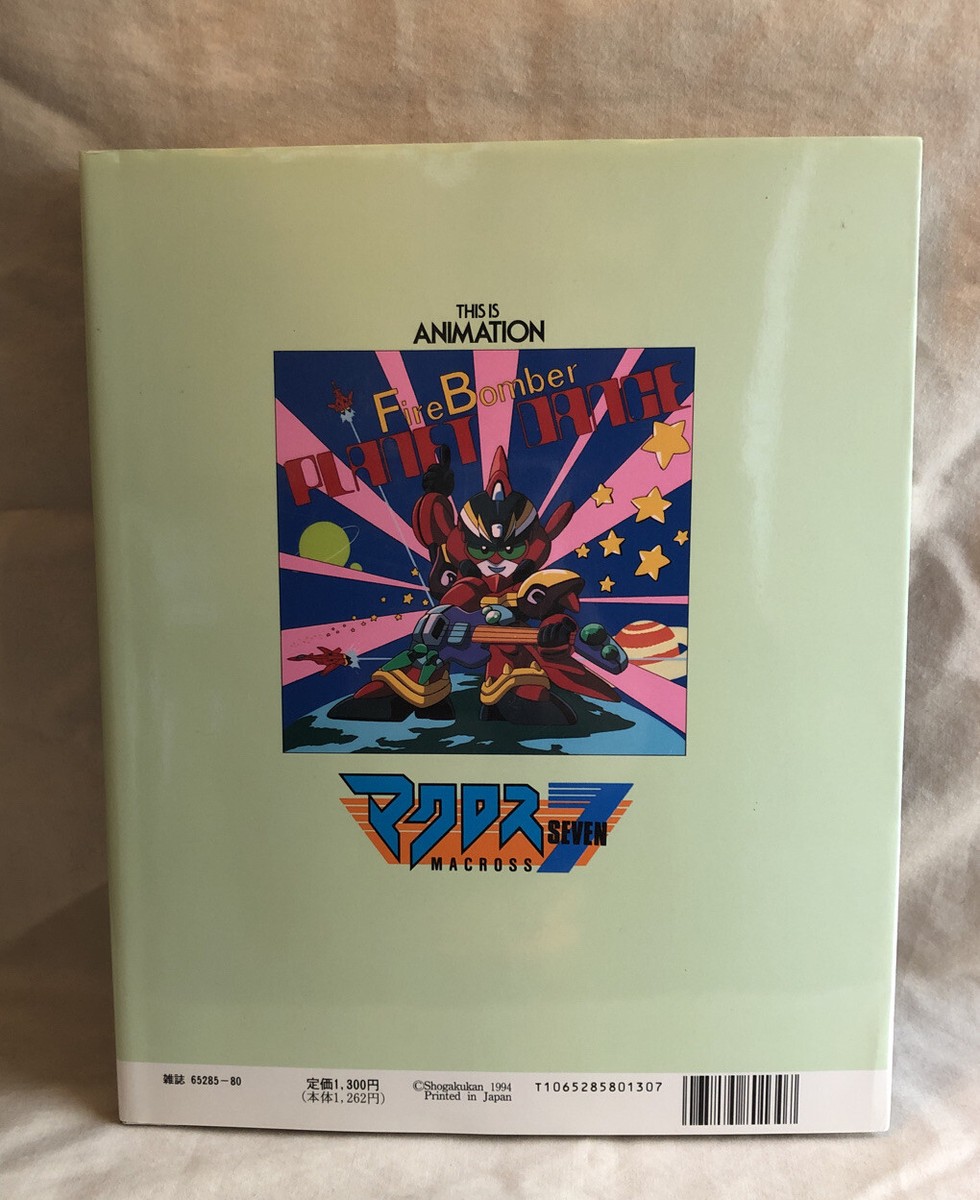 THIS IS
ANIMATION
Fire Bomber
PLANET DANCE
マクロス7
SEVEN
MACROSS
雑誌 65285-80
定価1,300円
(本体1,262円)
©Shogakukan 1994
Printed in Japan
T1065285801307